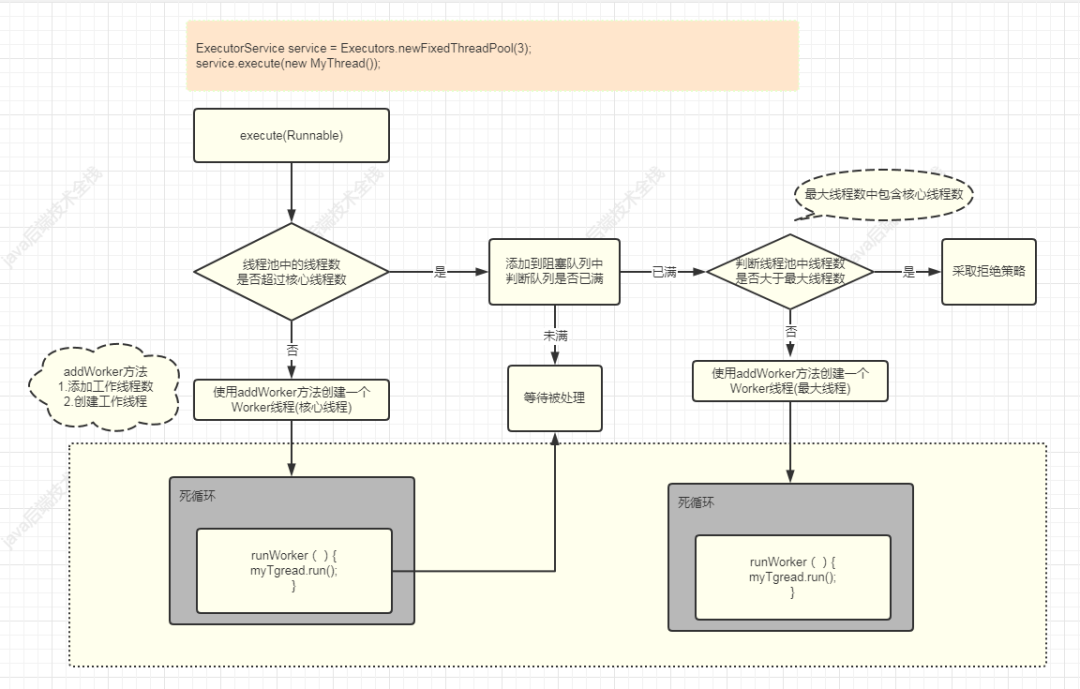 ExecutorService service = Executors.newFixedThreadPool(3);
service.execute(new MyThread());
execute(Runnable)
java后端技术全栈
java后端技术全栈
最大线程数中包含核心线程数
线程池中的线程数
是否超过核心线程数
是
添加到阻塞队列中
判断队列是否已满
已满
判断线程池中线程数
是否大于最大线程数
是
采取拒绝策略
否
未满
否
addWorker方法
1.添加工作线程数
2.创建工作线程
使用addWorker方法创建一个
Worker线程(核心线程)
等待被处理
使用addWorker方法创建一个
Worker线程(最大线程)
死循环
runWorker（ ）{
myTgread.run();
}
死循环
runWorker（ ）{
myTgread.run();
}